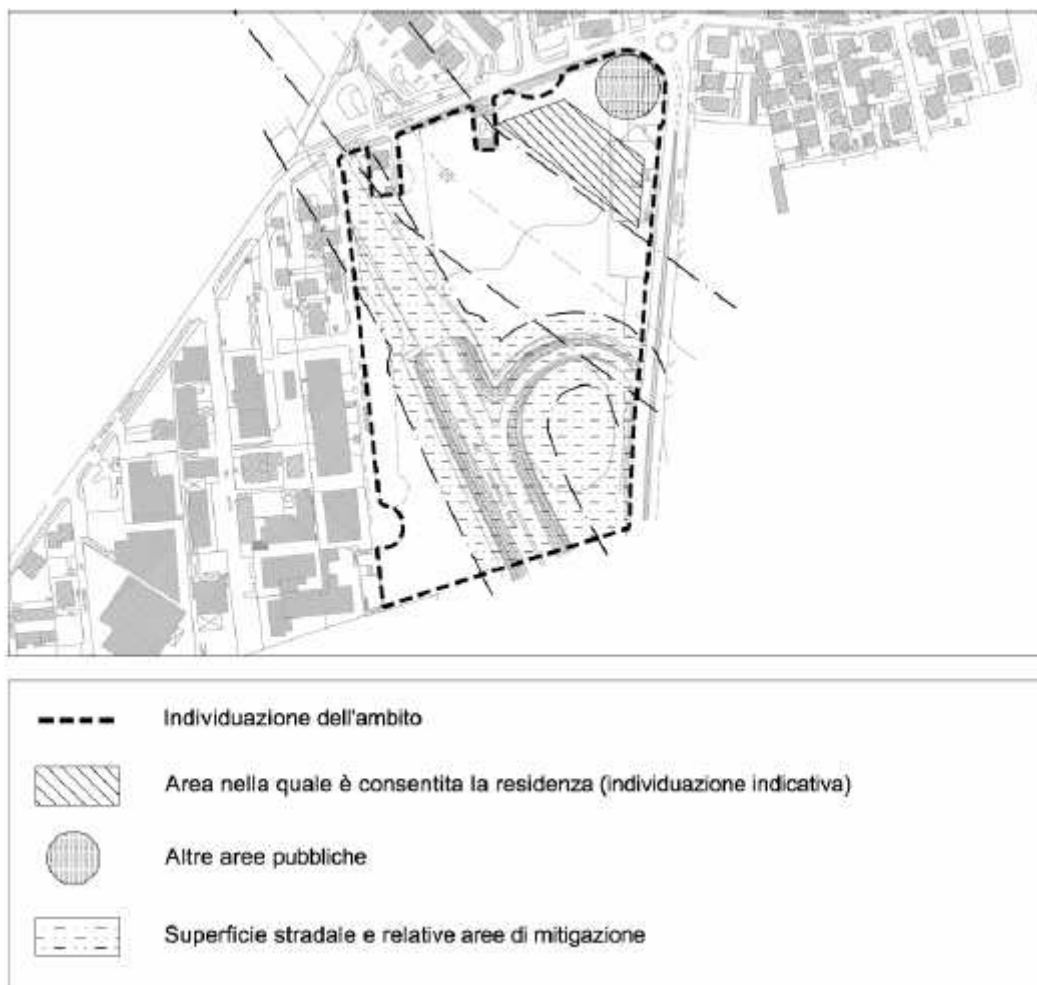 Individuazione dell'ambito
Area nella quale è consentita la residenza (individuazione indicativa)
Altre aree pubbliche
Superficie stradale e relative aree di mitigazione